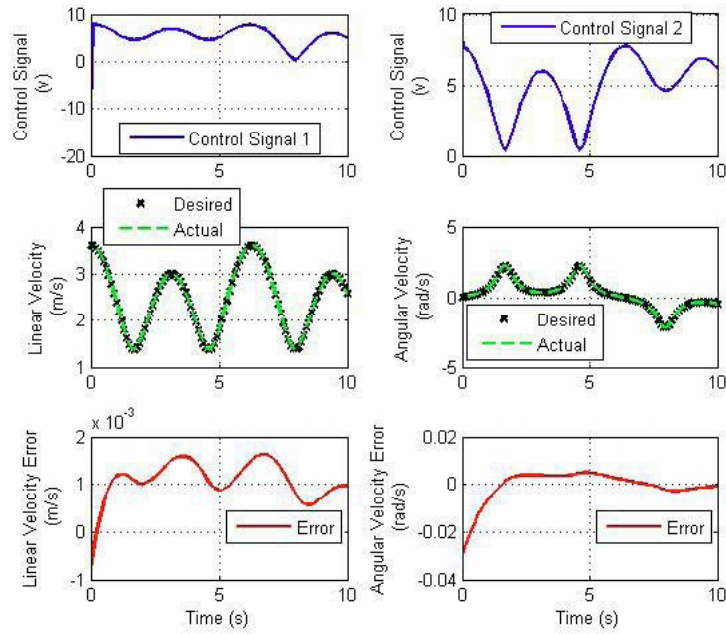 Control Signal
(v)
10
0
-10
-20
Control Signal 1
0
5
10
Control Signal
(v)
10
5
0
Control Signal 2
0
5
10
Linear Velocity
(m/s)
4
3
2
1
Desired
Actual
0
5
10
Angular Velocity
(rad/s)
5
0
-5
Desired
Actual
0
5
10
Linear Velocity Error
(m/s)
x 10⁻³
2
1
0
-1
Error
0
5
10
Time (s)
Angular Velocity Error
(rad/s)
0.02
0
-0.02
-0.04
Error
0
5
10
Time (s)